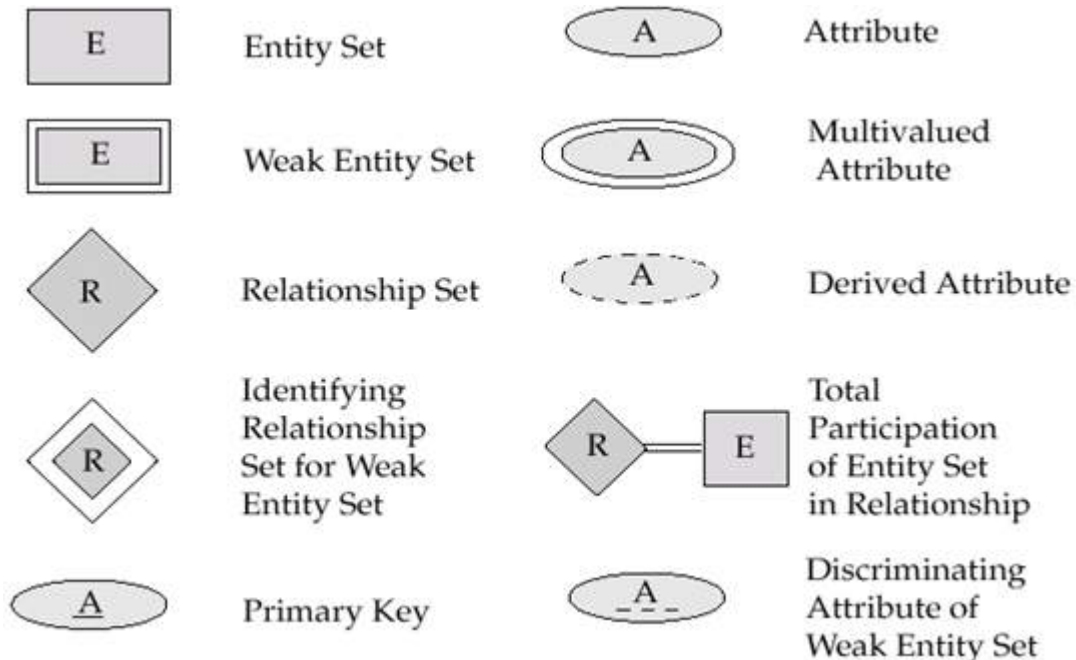 E
Entity Set
A
Attribute
E
Weak Entity Set
A
Multivalued
Attribute
R
Relationship Set
A
Derived Attribute
R
Identifying
Relationship
Set for Weak
Entity Set
R
E
Total
Participation
of Entity Set
in Relationship
A
Primary Key
A
Discriminating
Attribute of
Weak Entity Set